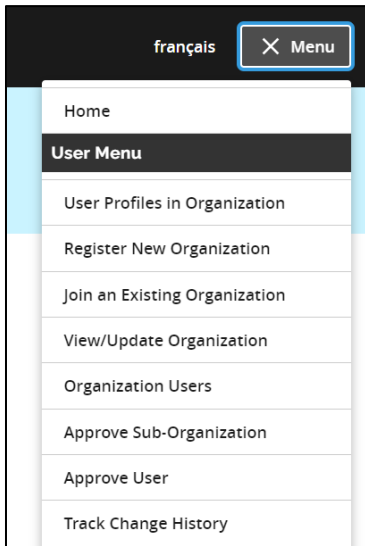 français Menu
Home
User Menu
User Profiles in Organization
Register New Organization
Join an Existing Organization
View/Update Organization
Organization Users
Approve Sub-Organization
Approve User
Track Change History